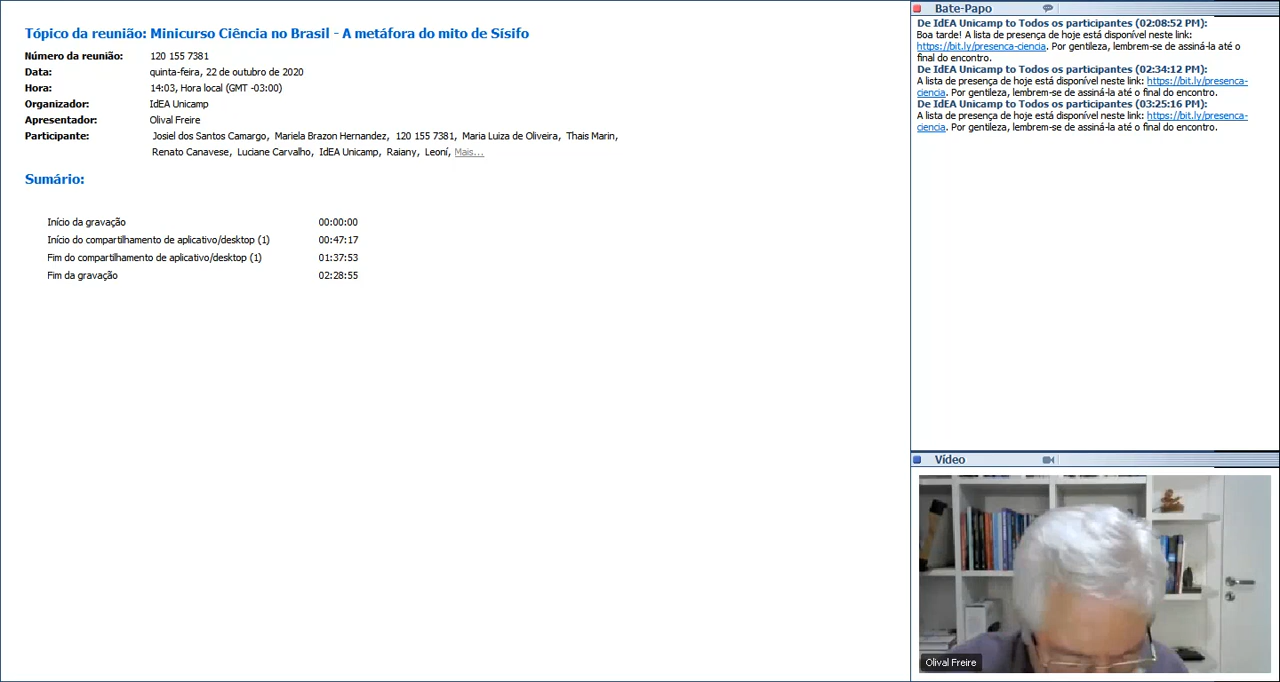 Tópico da reunião: Minicurso Ciência no Brasil - A metáfora do mito de Sísifo
Número da reunião: 120 155 7381
Data: quinta-feira, 22 de outubro de 2020
Hora: 14:03, Hora local (GMT -03:00)
Organizador: IdEA Unicamp
Apresentador: Olival Freire
Participante: Josiel dos Santos Camargo, Mariela Brazon Hernandez, 120 155 7381, Maria Luiza de Oliveira, Thais Marin,
Renato Canavese, Luciane Carvalho, IdEA Unicamp, Raiany, Leoní, Mais...
Sumário:
Início da gravação 00:00:00
Início do compartilhamento de aplicativo/desktop (1) 00:47:17
Fim do compartilhamento de aplicativo/desktop (1) 01:37:53
Fim da gravação 02:28:55
Bate-Papo
De IdEA Unicamp to Todos os participantes (02:08:52 PM):
Boa tarde! A lista de presença de hoje está disponível neste link:
https://bit.ly/presenca-ciencia. Por gentileza, lembrem-se de assiná-la até o
final do encontro.
De IdEA Unicamp to Todos os participantes (02:34:12 PM):
A lista de presença de hoje está disponível neste link: https://bit.ly/presenca-
ciencia. Por gentileza, lembrem-se de assiná-la até o final do encontro.
De IdEA Unicamp to Todos os participantes (03:25:16 PM):
A lista de presença de hoje está disponível neste link: https://bit.ly/presenca-
ciencia. Por gentileza, lembrem-se de assiná-la até o final do encontro.
Vídeo
Olival Freire